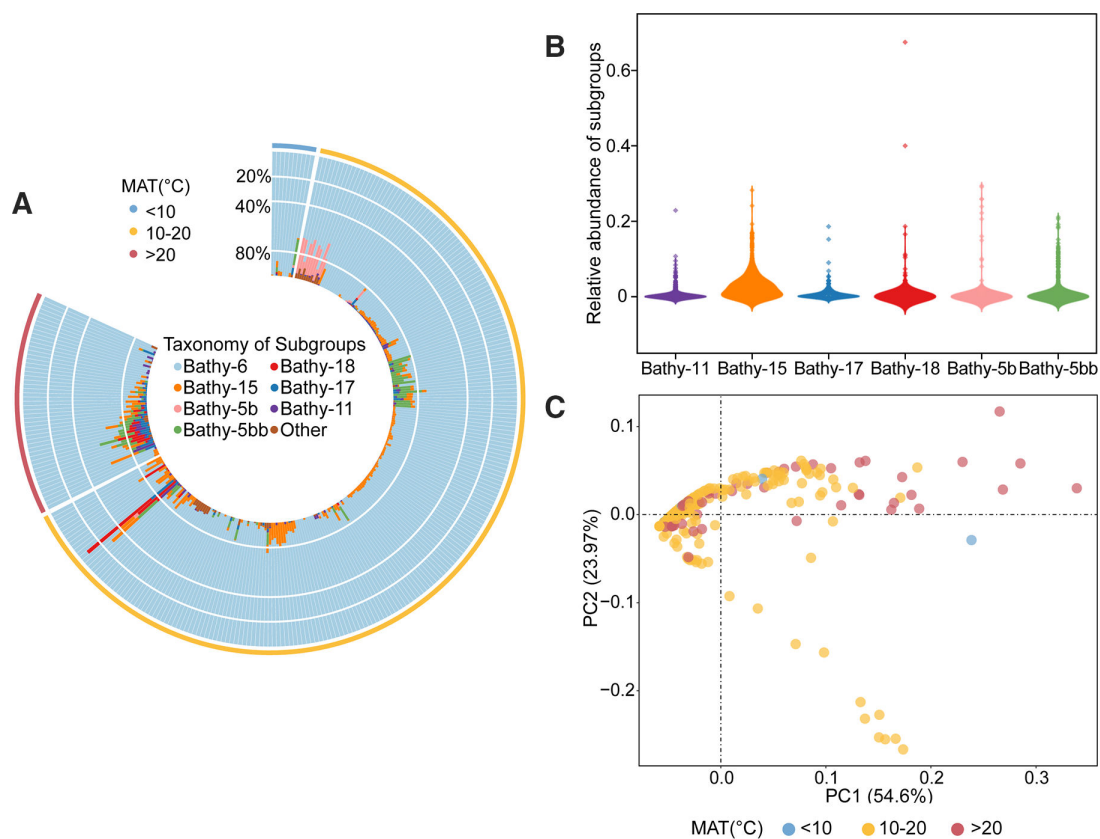 A
MAT(°C)
<10
10-20
>20
20%
40%
80%
Taxonomy of Subgroups
Bathy-6
Bathy-18
Bathy-15
Bathy-17
Bathy-5b
Bathy-11
Bathy-5bb
Other
B
Relative abundance of subgroups
0.6
0.4
0.2
0
Bathy-11
Bathy-15
Bathy-17
Bathy-18
Bathy-5b
Bathy-5bb
C
PC2 (23.97%)
0.1
0.0
−0.1
−0.2
0.0
0.1
0.2
0.3
PC1 (54.6%)
MAT(°C)
<10
10-20
>20